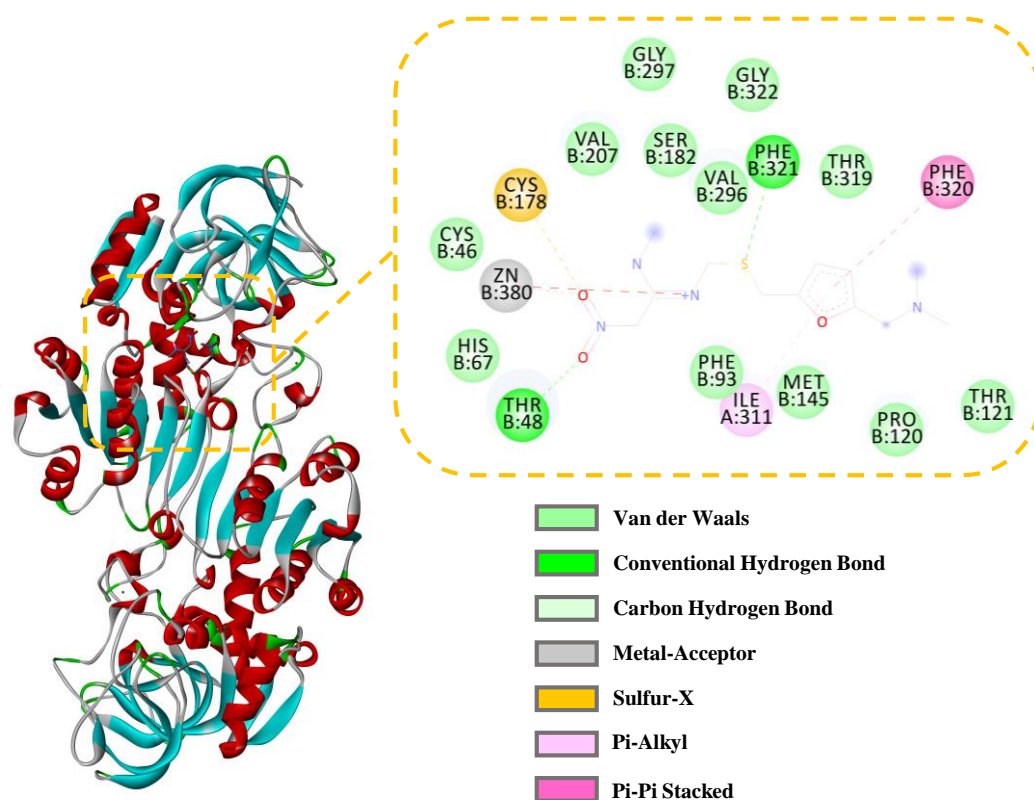 GLY
B:297
GLY
B:322
VAL
B:207
SER
B:182
PHE
B:321
THR
B:319
PHE
B:320
CYS
B:178
VAL
B:296
CYS
B:46
ZN
B:380
N
S
O
+N
N
O
N
HIS
B:67
O
PHE
B:93
MET
B:145
THR
B:48
ILE
A:311
PRO
B:120
THR
B:121
Van der Waals
Conventional Hydrogen Bond
Carbon Hydrogen Bond
Metal-Acceptor
Sulfur-X
Pi-Alkyl
Pi-Pi Stacked